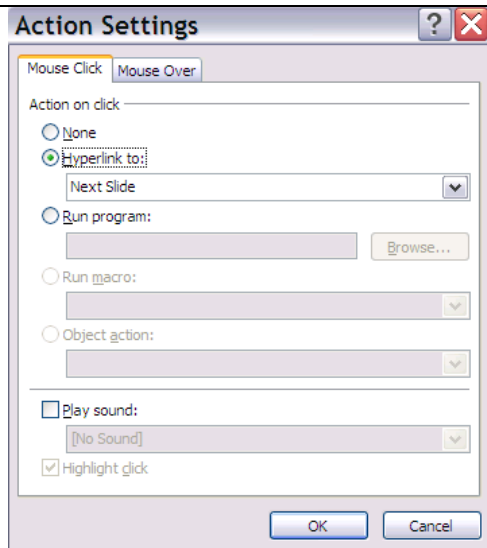 Action Settings
Mouse Click Mouse Over
Action on click
None
Hyperlink to:
Next Slide
Run program:
Browse...
Run macro:
Object action:
Play sound:
[No Sound]
Highlight click
OK Cancel